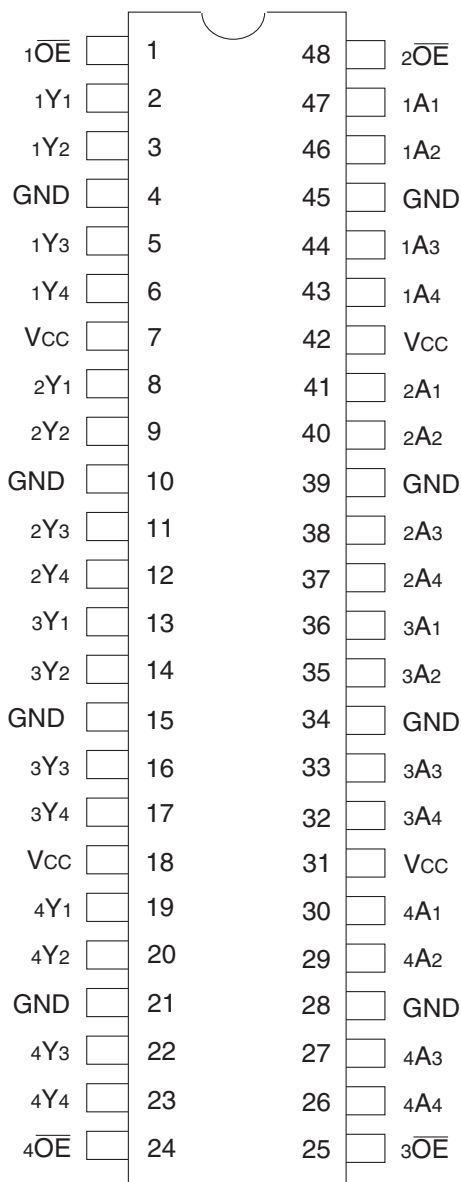 1OE 1 48 2OE
1Y1 2 47 1A1
1Y2 3 46 1A2
GND 4 45 GND
1Y3 5 44 1A3
1Y4 6 43 1A4
VCC 7 42 VCC
2Y1 8 41 2A1
2Y2 9 40 2A2
GND 10 39 GND
2Y3 11 38 2A3
2Y4 12 37 2A4
3Y1 13 36 3A1
3Y2 14 35 3A2
GND 15 34 GND
3Y3 16 33 3A3
3Y4 17 32 3A4
VCC 18 31 VCC
4Y1 19 30 4A1
4Y2 20 29 4A2
GND 21 28 GND
4Y3 22 27 4A3
4Y4 23 26 4A4
4OE 24 25 3OE